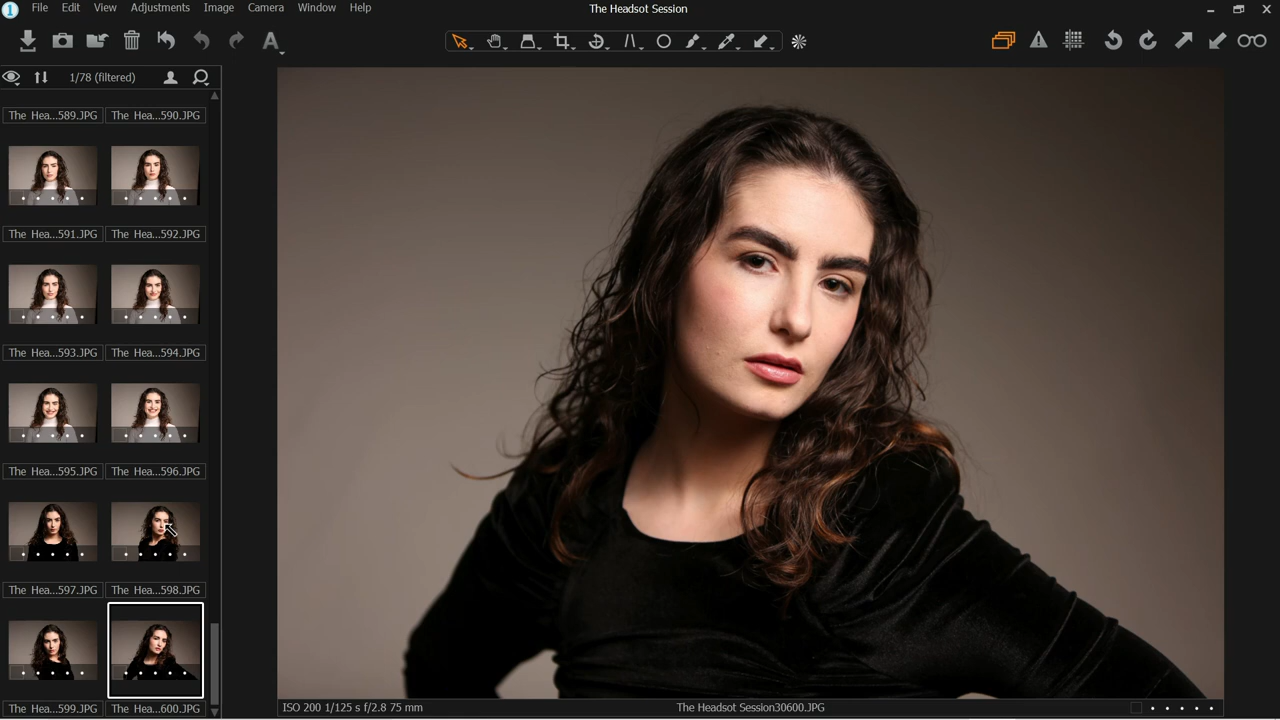 File Edit View Adjustments Image Camera Window Help
The Headsot Session
1/78 (filtered)
The Hea...589.JPG The Hea...590.JPG
The Hea...591.JPG The Hea...592.JPG
The Hea...593.JPG The Hea...594.JPG
The Hea...595.JPG The Hea...596.JPG
The Hea...597.JPG The Hea...598.JPG
The Hea...599.JPG The Hea...600.JPG
ISO 200 1/125 s f/2.8 75 mm
The Headsot Session30600.JPG